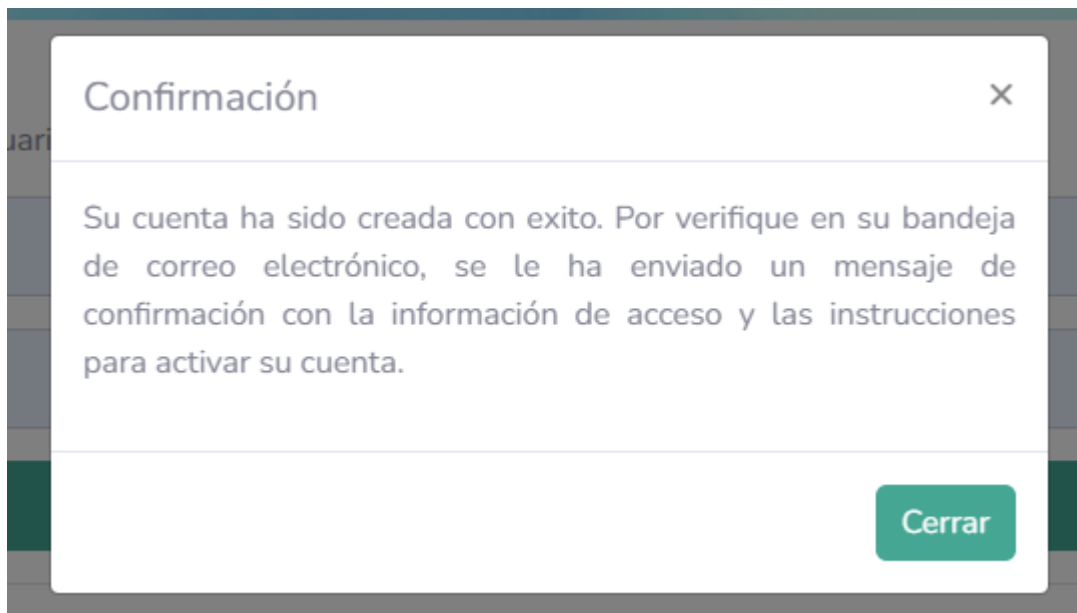 Confirmación
×
uari
Su cuenta ha sido creada con exito. Por verifique en su bandeja
de correo electrónico, se le ha enviado un mensaje de
confirmación con la información de acceso y las instrucciones
para activar su cuenta.
Cerrar